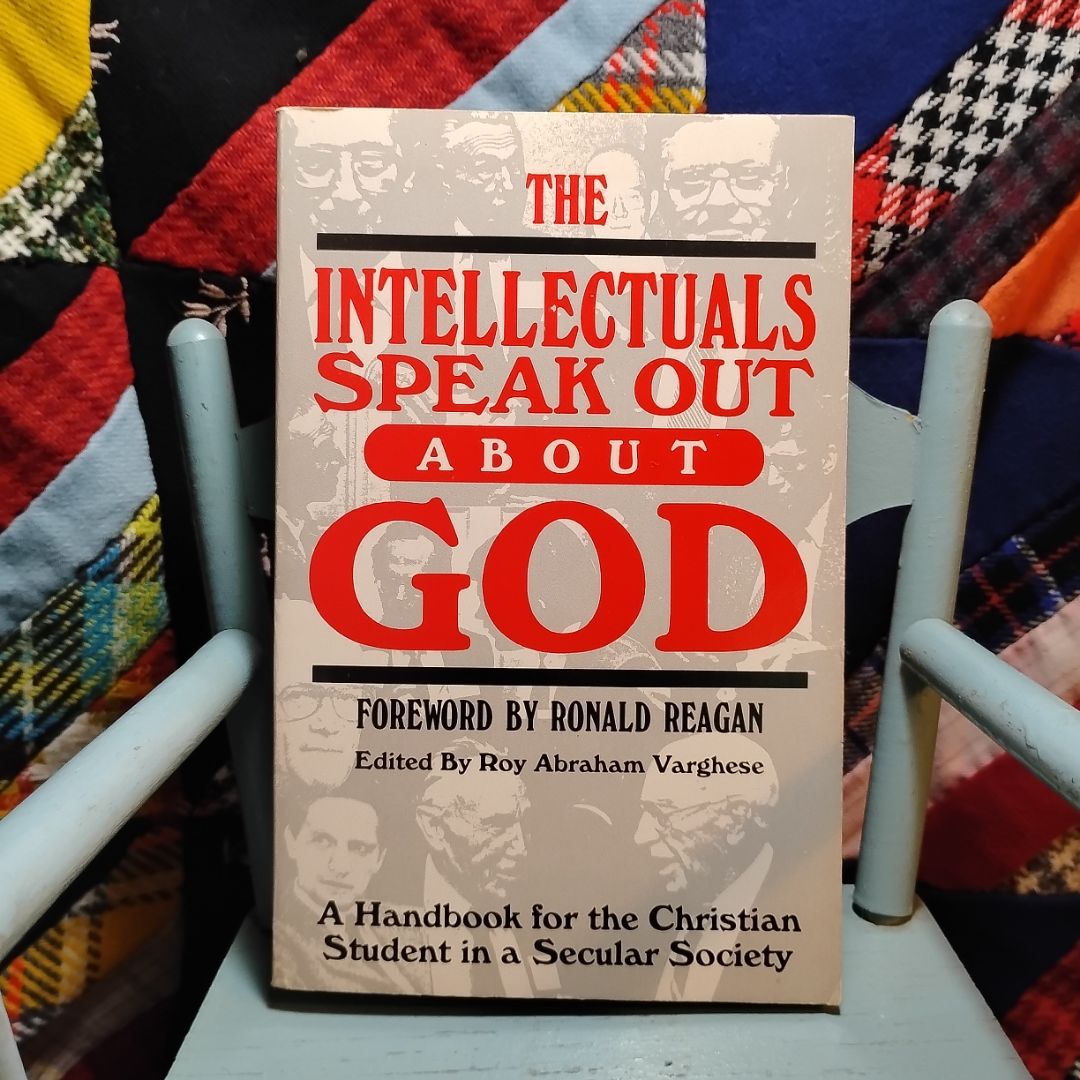 THE
INTELLECTUALS
SPEAK OUT
ABOUT
GOD
FOREWORD BY RONALD REAGAN
Edited By Roy Abraham Varghese
A Handbook for the Christian
Student in a Secular Society